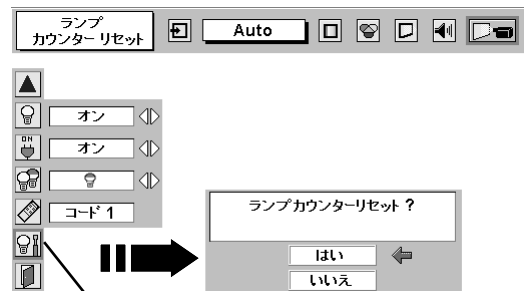 ランプ
カウンター リセット
Auto
オン
ON
オン
コード 1
ランプカウンターリセット ?
はい
いいえ